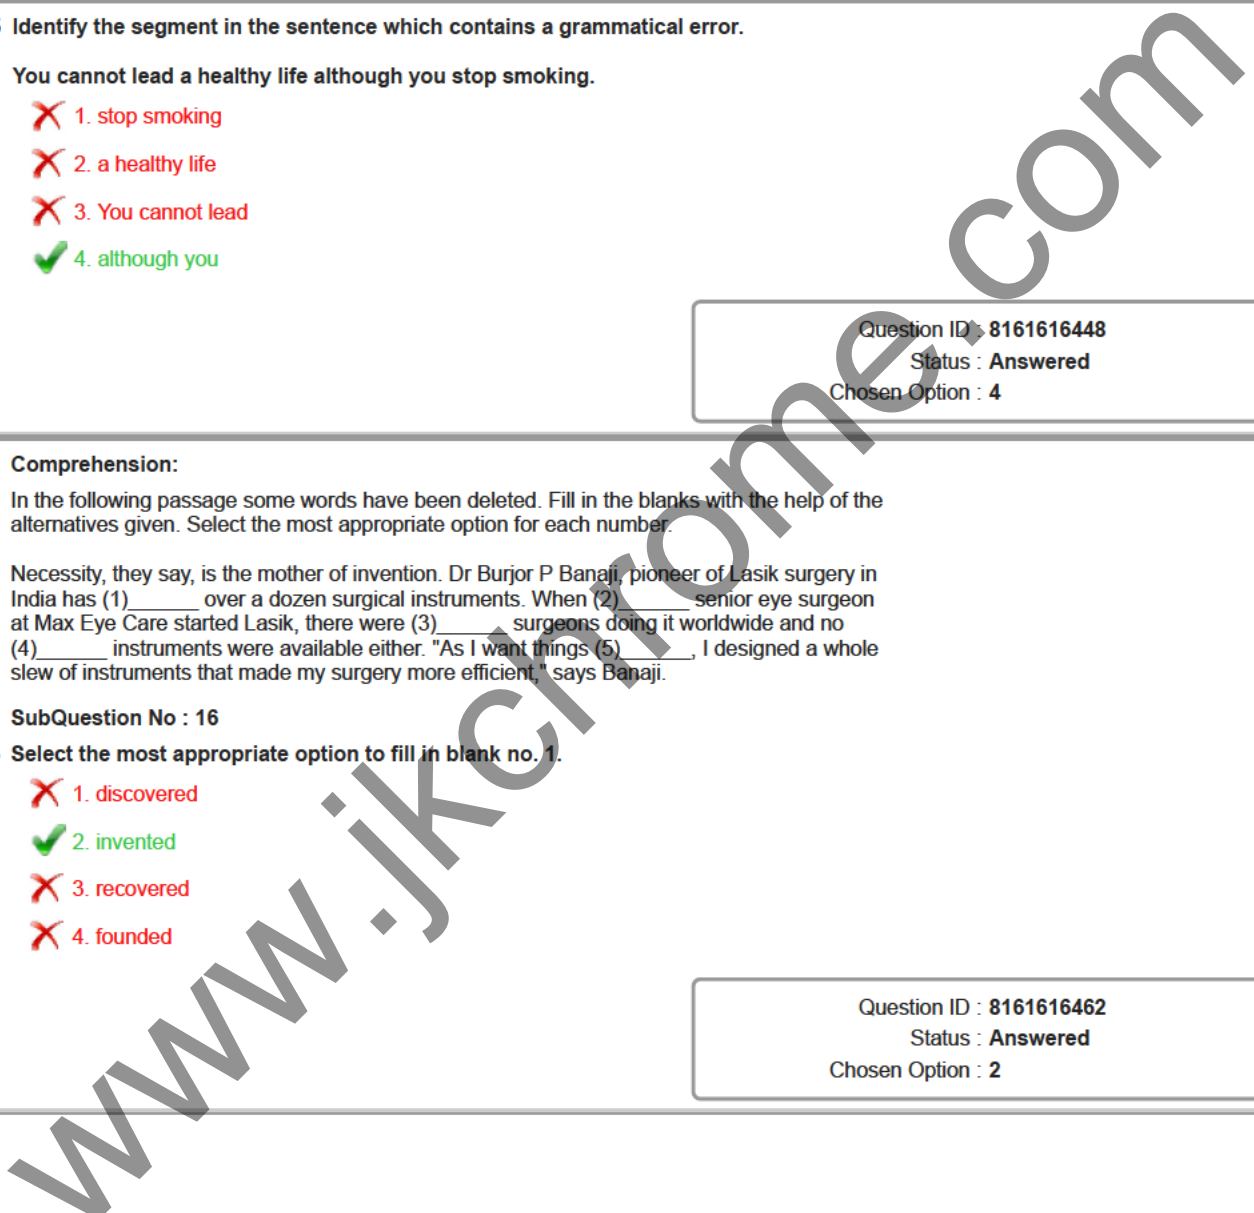 Identify the segment in the sentence which contains a grammatical error.
You cannot lead a healthy life although you stop smoking.
1. stop smoking
2. a healthy life
3. You cannot lead
4. although you
Question ID : 8161616448
Status : Answered
Chosen Option : 4
Comprehension:
In the following passage some words have been deleted. Fill in the blanks with the help of the
alternatives given. Select the most appropriate option for each number.
Necessity, they say, is the mother of invention. Dr Burjor P Banaji, pioneer of Lasik surgery in
India has (1)______ over a dozen surgical instruments. When (2)______ senior eye surgeon
at Max Eye Care started Lasik, there were (3)______ surgeons doing it worldwide and no
(4)______ instruments were available either. "As I want things (5)______, I designed a whole
slew of instruments that made my surgery more efficient," says Banaji.
SubQuestion No : 16
Select the most appropriate option to fill in blank no. 1.
1. discovered
2. invented
3. recovered
4. founded
Question ID : 8161616462
Status : Answered
Chosen Option : 2
www.jkchrome.com